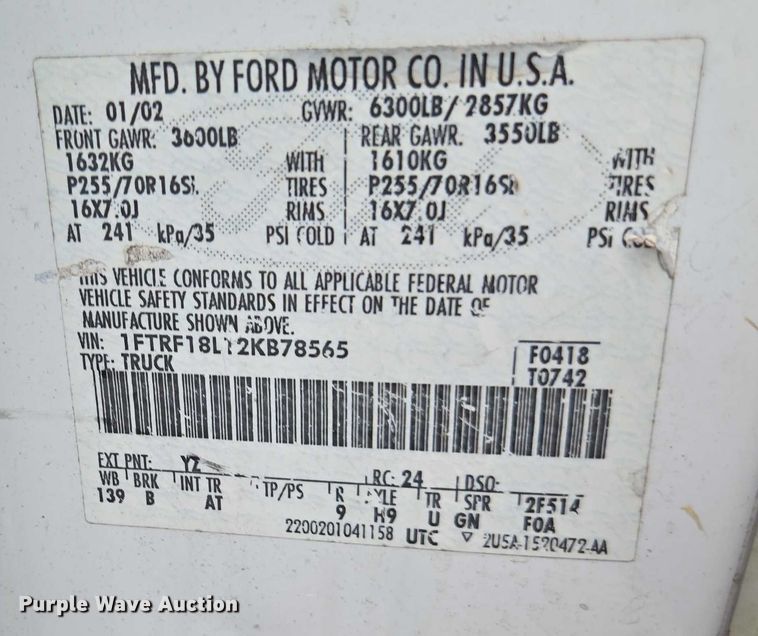 MFD. BY FORD MOTOR CO. IN U.S.A.
DATE: 01/02 GVWR: 6300LB/ 2857KG
FRONT GAWR: 3600LB REAR GAWR: 3550LB
1632KG WITH 1610KG WITH
P255/70R16SL TIRES P255/70R16SL TIRES
16X7.0J RIMS 16X7.0J RIMS
AT 241 kPa/35 PSI COLD AT 241 kPa/35 PSI COLD
THIS VEHICLE CONFORMS TO ALL APPLICABLE FEDERAL MOTOR
VEHICLE SAFETY STANDARDS IN EFFECT ON THE DATE OF
MANUFACTURE SHOWN ABOVE.
VIN: 1FTRF18L12KB78565
TYPE: TRUCK
F0418
T0742
EXT PNT: YZ RC: 24 DSO:
WB BRK INT TR TP/PS R AXLE TR SPR 2F514
139 B AT 9 H9 U GN F0A
2200201041158 UTC ▽ 2U5A-1520472-AA
Purple Wave Auction